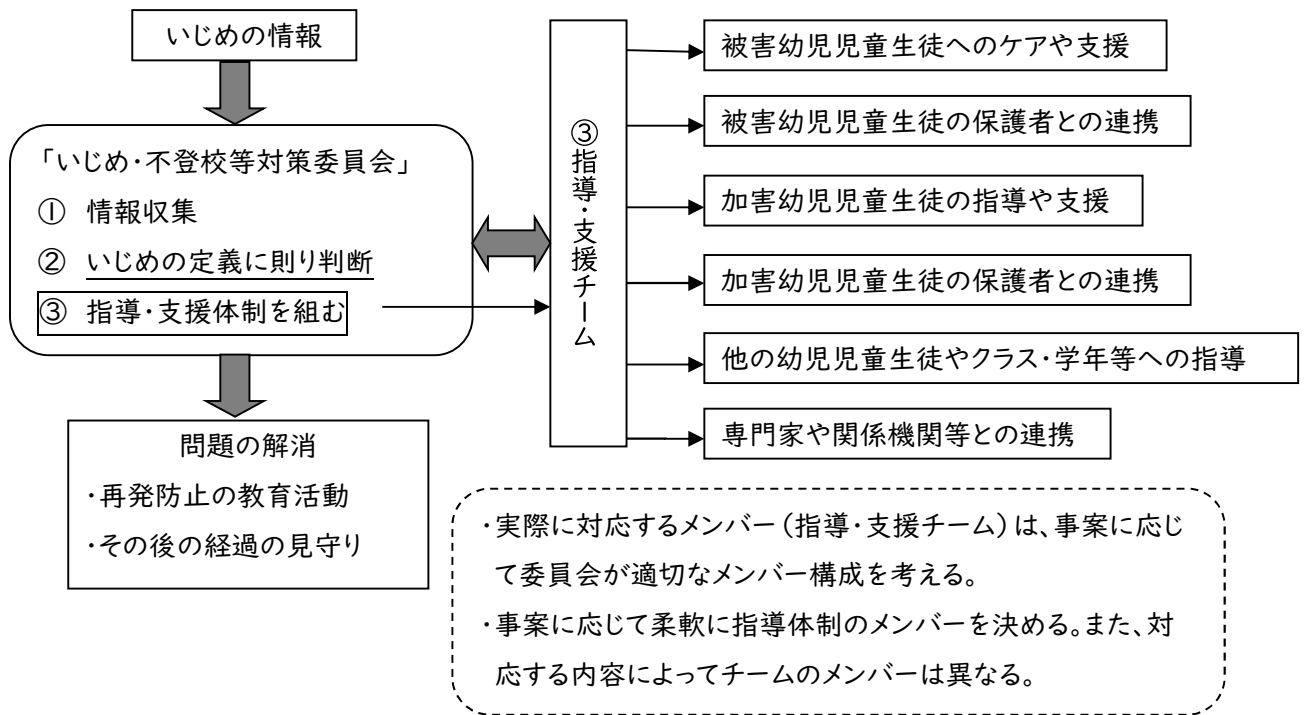 いじめの情報
「いじめ・不登校等対策委員会」
① 情報収集
② いじめの定義に則り判断
③ 指導・支援体制を組む
問題の解消
・再発防止の教育活動
・その後の経過の見守り
③指導・支援チーム
被害幼児児童生徒へのケアや支援
被害幼児児童生徒の保護者との連携
加害幼児児童生徒の指導や支援
加害幼児児童生徒の保護者との連携
他の幼児児童生徒やクラス・学年等への指導
専門家や関係機関等との連携
・実際に対応するメンバー(指導・支援チーム)は、事案に応じ
て委員会が適切なメンバー構成を考える。
・事案に応じて柔軟に指導体制のメンバーを決める。また、対
応する内容によってチームのメンバーは異なる。